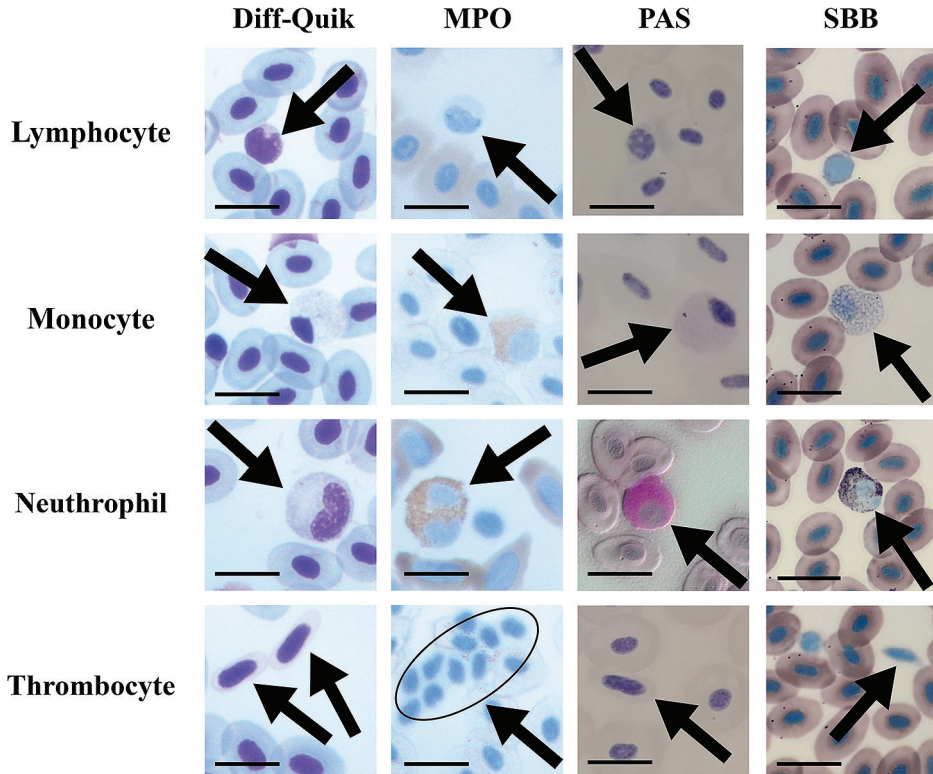 Diff-Quik MPO PAS SBB
Lymphocyte
Monocyte
Neuthrophil
Thrombocyte